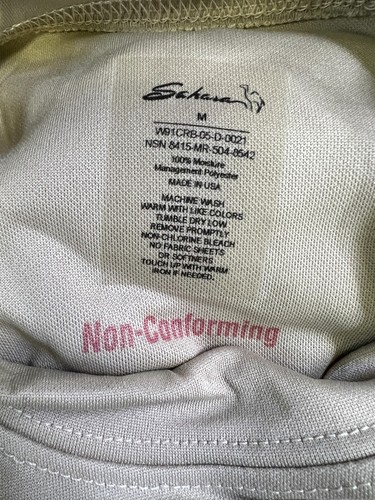 Sahara
M
W91CRB-05-D-0021
NSN 8415-MR-504-8542
100% Moisture
Management Polyester
MADE IN USA
MACHINE WASH
WARM WITH LIKE COLORS
TUMBLE DRY LOW
REMOVE PROMPTLY
NON-CHLORINE BLEACH
NO FABRIC SHEETS
OR SOFTNERS
TOUCH UP WITH WARM
IRON IF NEEDED.
Non-Conforming